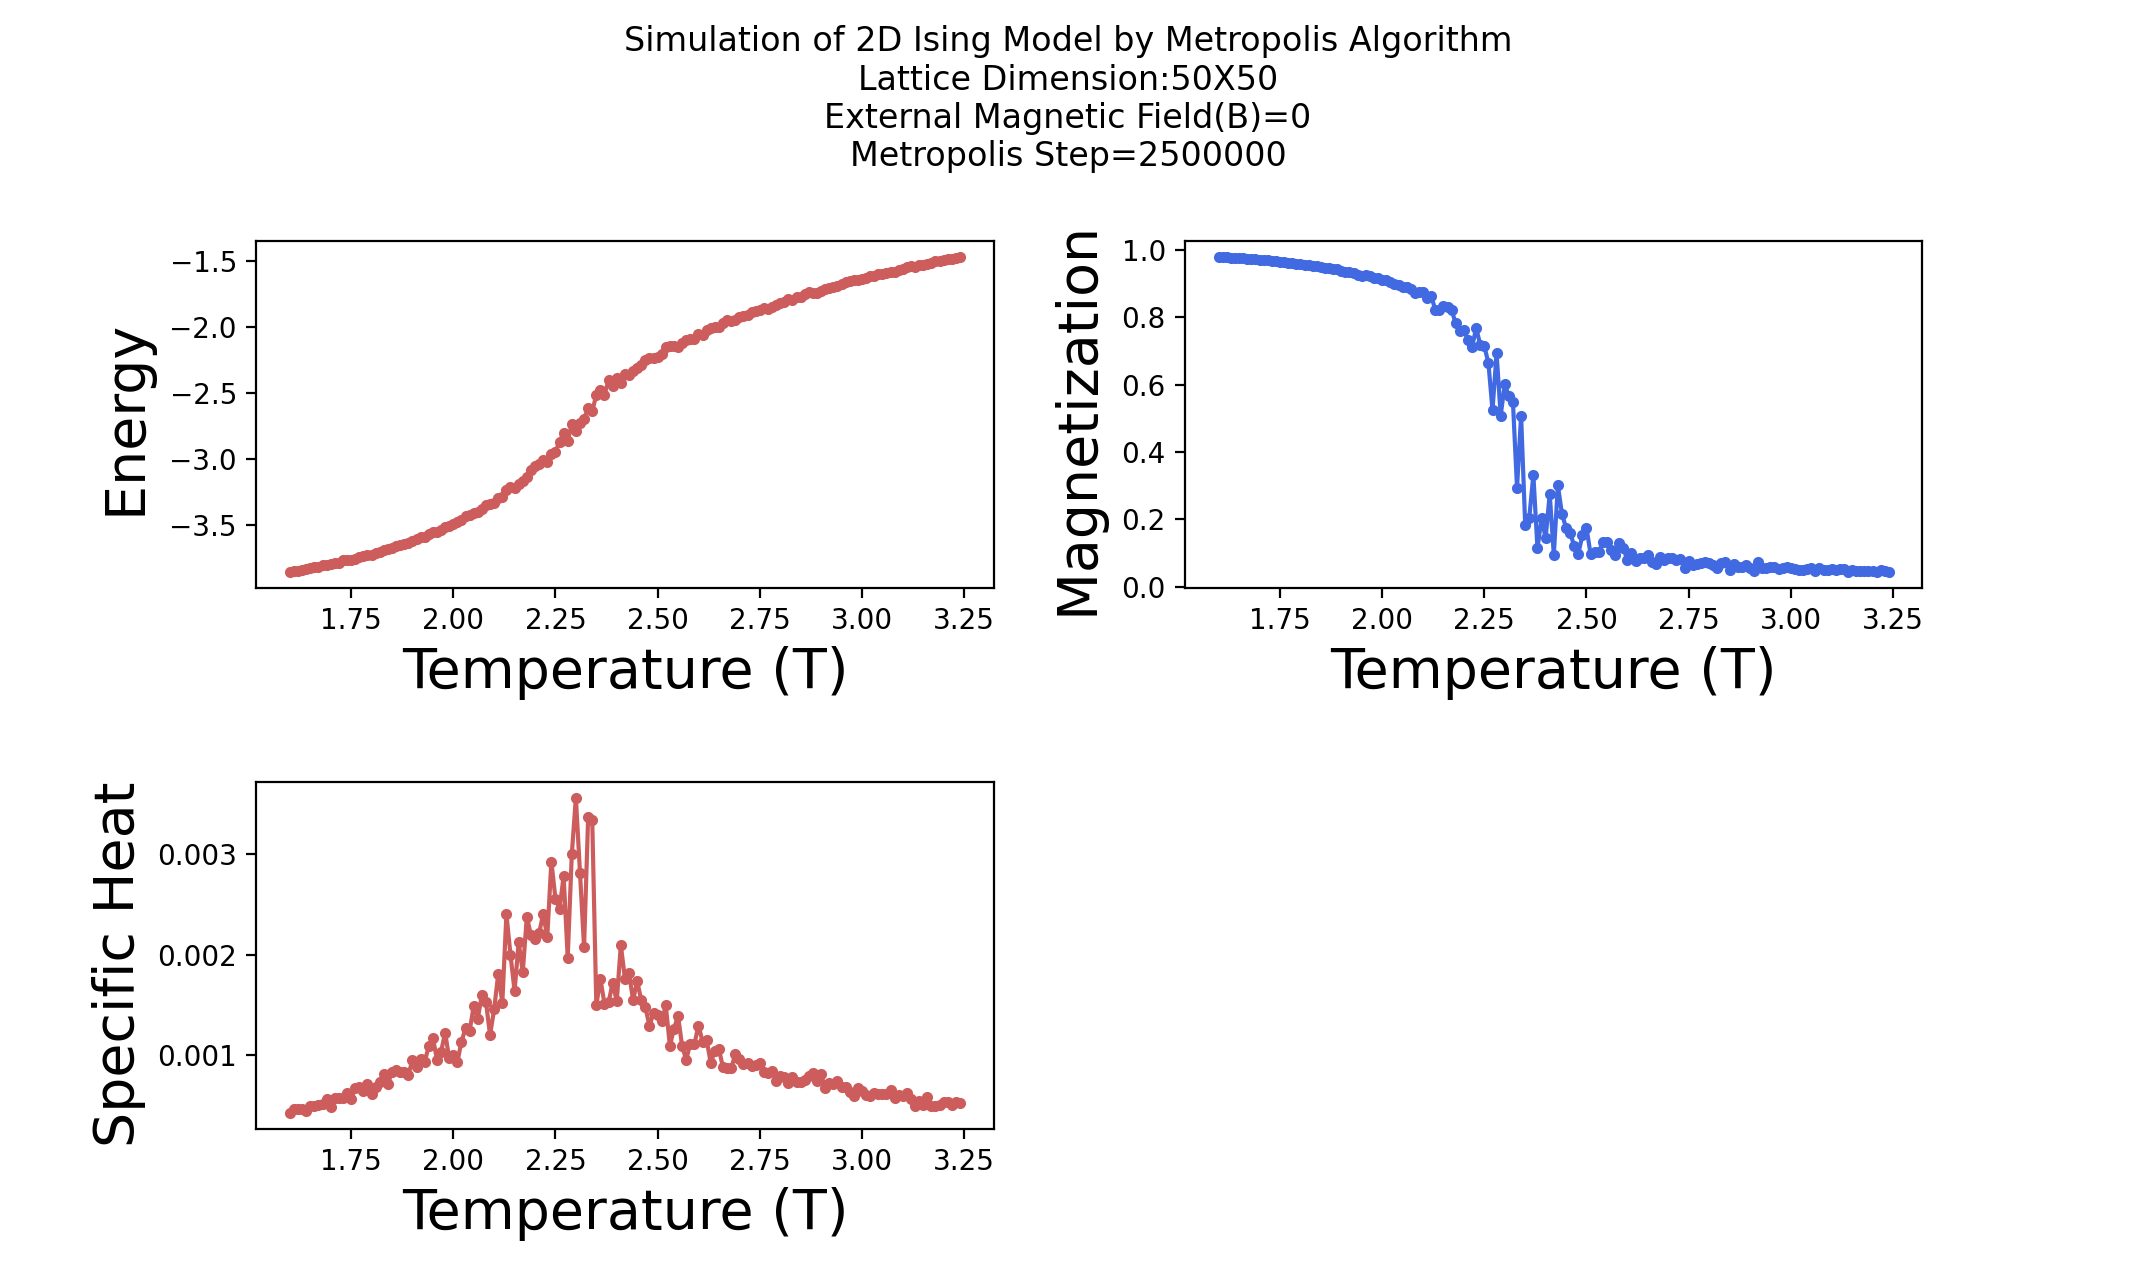 Simulation of 2D Ising Model by Metropolis Algorithm
Lattice Dimension:50X50
External Magnetic Field(B)=0
Metropolis Step=2500000
Energy
−1.5
−2.0
−2.5
−3.0
−3.5
1.75 2.00 2.25 2.50 2.75 3.00 3.25
Temperature (T)
Magnetization
1.0
0.8
0.6
0.4
0.2
0.0
1.75 2.00 2.25 2.50 2.75 3.00 3.25
Temperature (T)
Specific Heat
0.003
0.002
0.001
1.75 2.00 2.25 2.50 2.75 3.00 3.25
Temperature (T)